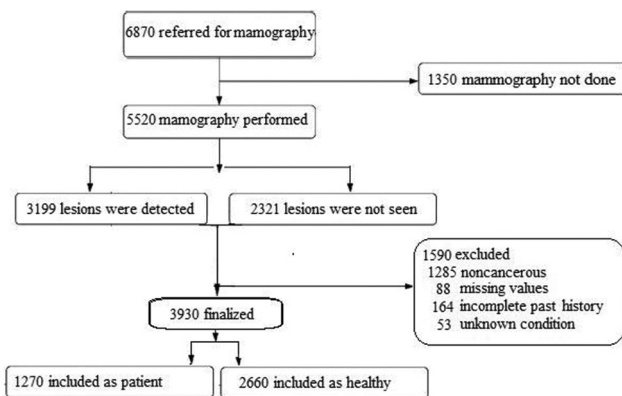 6870 referred for mamography
1350 mammography not done
5520 mamography performed
3199 lesions were detected
2321 lesions were not seen
1590 excluded
1285 noncancerous
88 missing values
164 incomplete past history
53 unknown condition
3930 finalized
1270 included as patient
2660 included as healthy